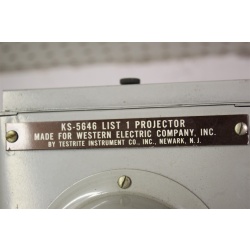 KS-5646 LIST 1 PROJECTOR
MADE FOR WESTERN ELECTRIC COMPANY, INC.
BY TESTRITE INSTRUMENT CO., INC., NEWARK, N.J.